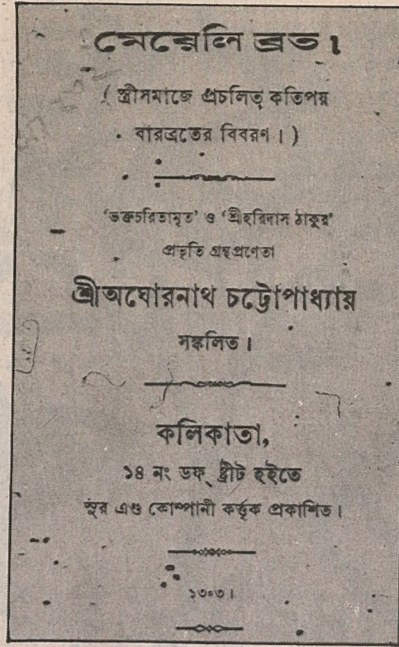 মেয়েলি ব্রত।
( স্ত্রীসমাজে প্রচলিত কতিপয়
বারব্রতের বিবরণ। )
‘ভক্তচরিতামৃত’ ও ‘শ্রীহরিদাস ঠাকুর’
প্রভৃতি গ্রন্থপ্রণেতা
শ্রীঅঘোরনাথ চট্টোপাধ্যায়
সঙ্কলিত।
কলিকাতা,
১৪ নং ডফ্ ষ্ট্রীট হইতে
সুর এণ্ড কোম্পানী কর্ত্তৃক প্রকাশিত।
১৩০৩।